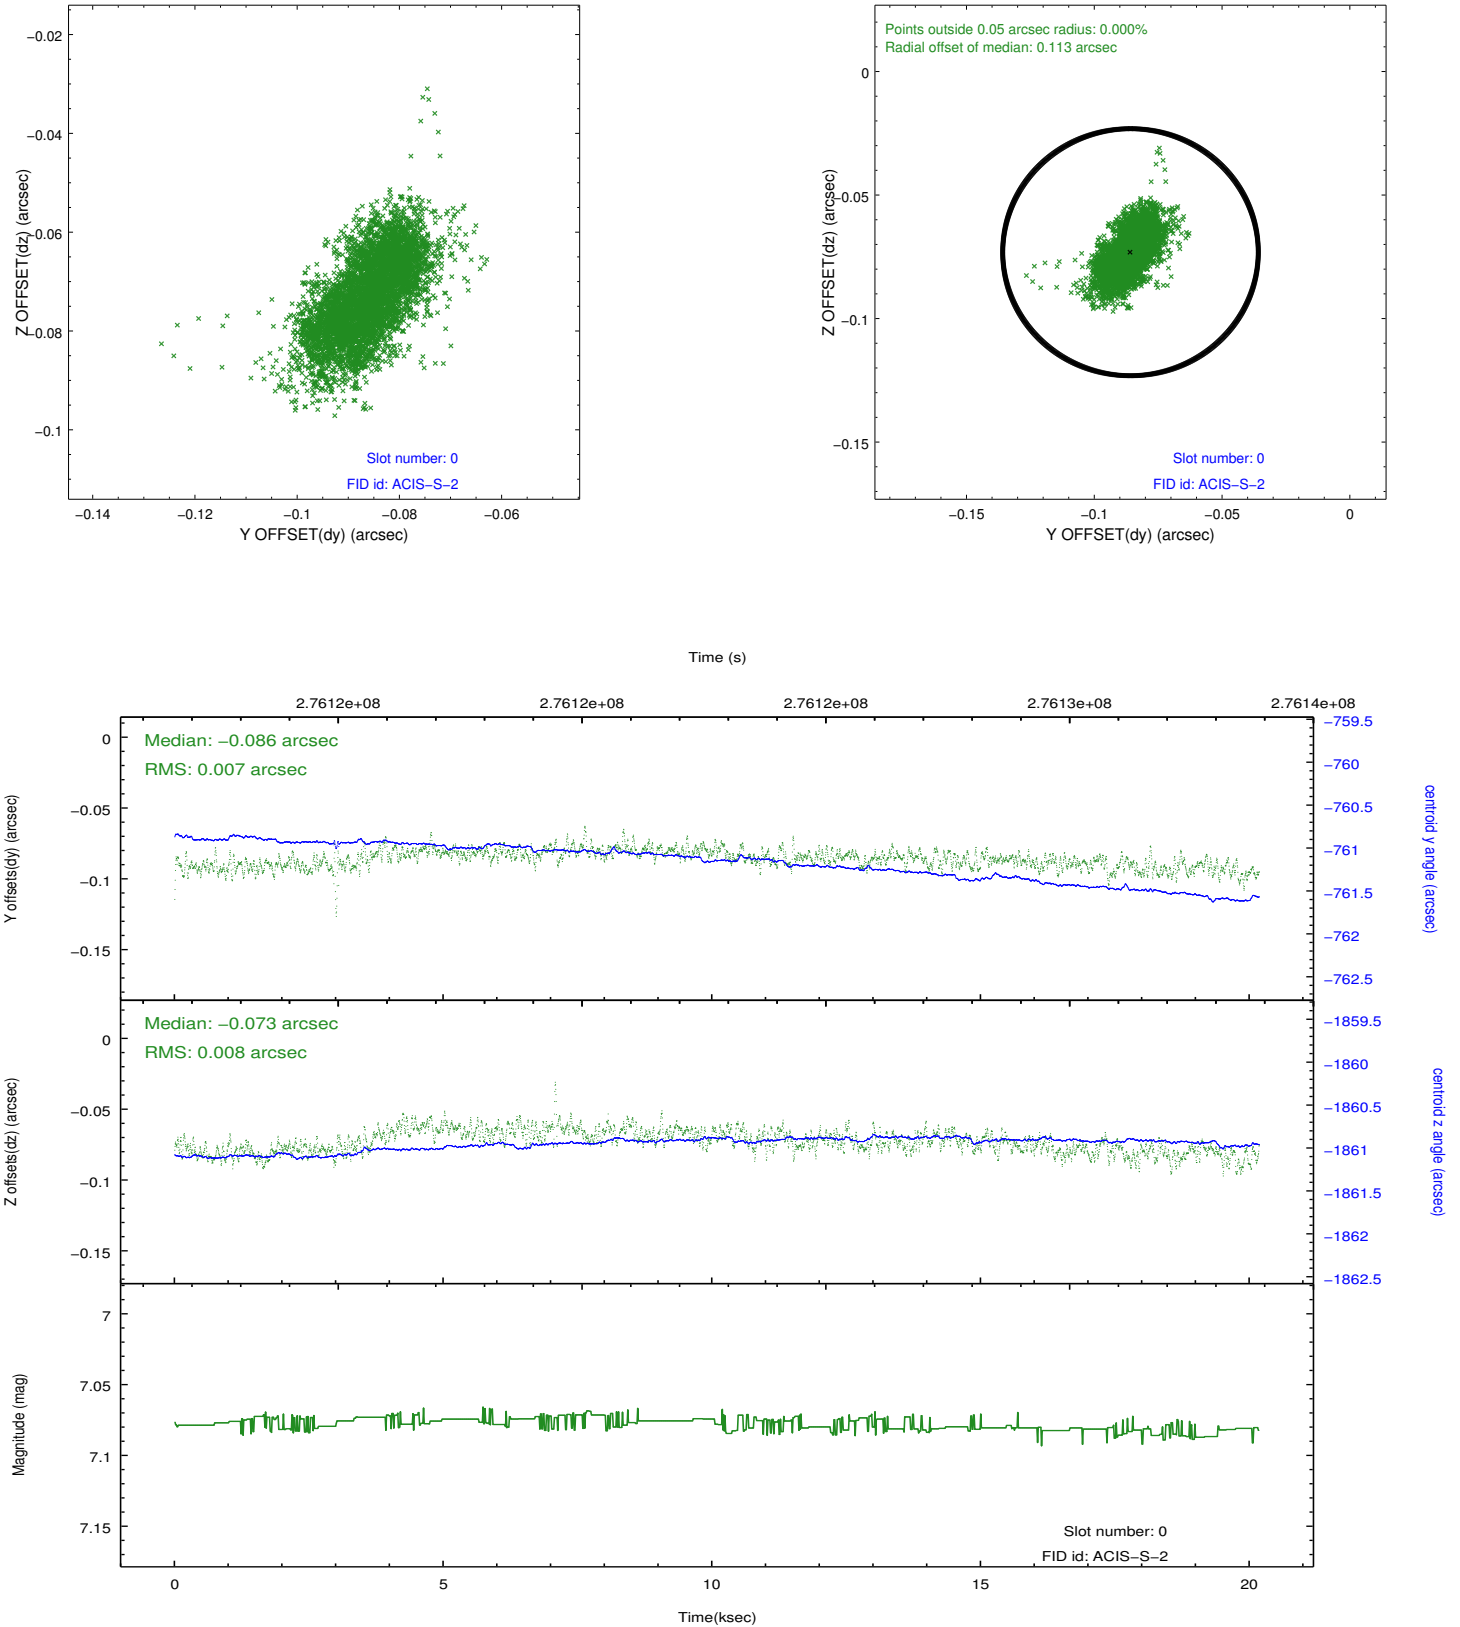 −0.02
−0.04
−0.06
−0.08
−0.1
Z OFFSET(dz) (arcsec)
Slot number: 0
FID id: ACIS−S−2
−0.14
−0.12
−0.1
−0.08
−0.06
Y OFFSET(dy) (arcsec)
Points outside 0.05 arcsec radius: 0.000%
Radial offset of median: 0.113 arcsec
0
−0.05
−0.1
−0.15
Z OFFSET(dz) (arcsec)
Slot number: 0
FID id: ACIS−S−2
−0.15
−0.1
−0.05
0
Y OFFSET(dy) (arcsec)
Time (s)
2.7612e+08
2.7612e+08
2.7612e+08
2.7613e+08
2.7614e+08
Median: −0.086 arcsec
RMS: 0.007 arcsec
0
−0.05
−0.1
−0.15
Y offsets(dy) (arcsec)
−759.5
−760
−760.5
−761
−761.5
−762
−762.5
centroid y angle (arcsec)
Median: −0.073 arcsec
RMS: 0.008 arcsec
0
−0.05
−0.1
−0.15
Z offsets(dz) (arcsec)
−1859.5
−1860
−1860.5
−1861
−1861.5
−1862
−1862.5
centroid z angle (arcsec)
7
7.05
7.1
7.15
Magnitude (mag)
Slot number: 0
FID id: ACIS−S−2
0
5
10
15
20
Time(ksec)